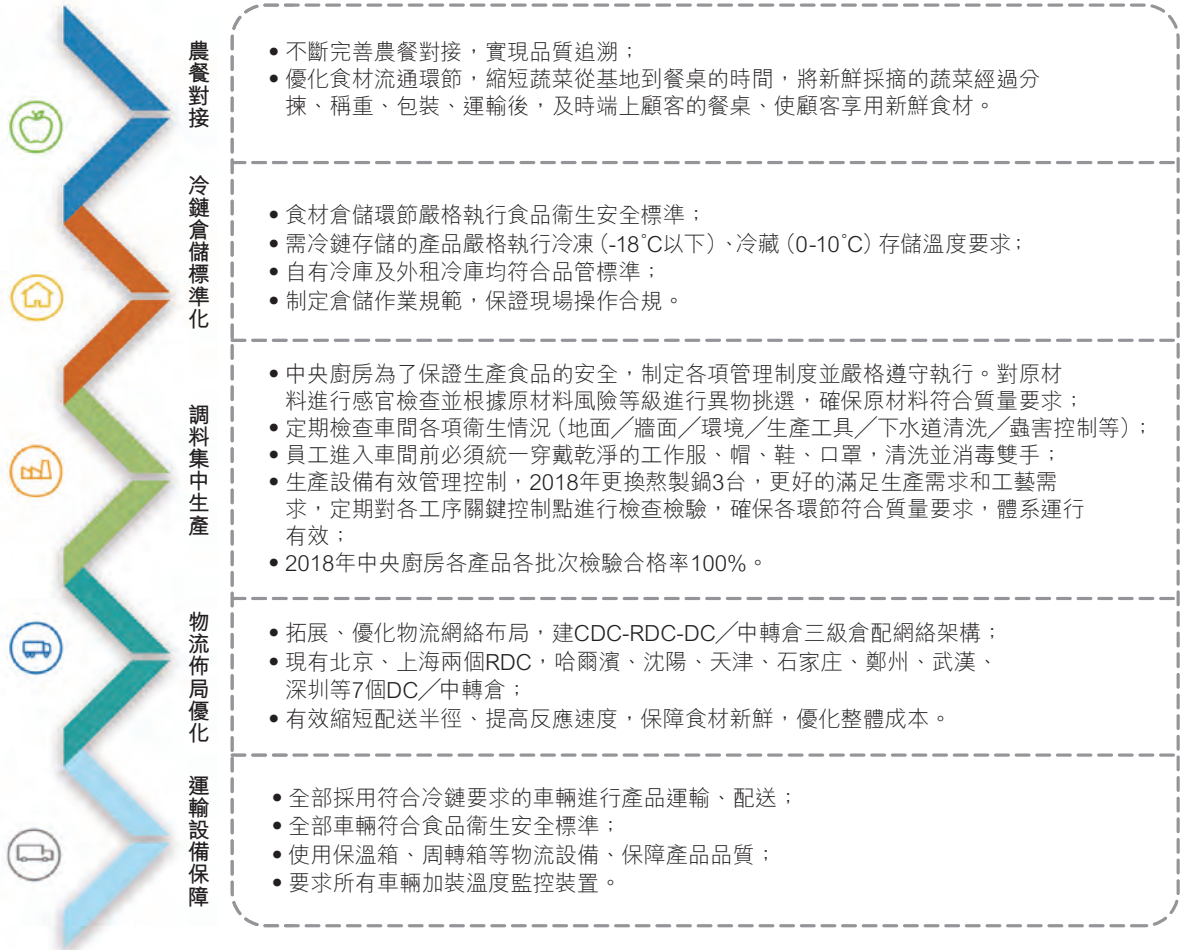 農餐對接
• 不斷完善農餐對接，實現品質追溯；
• 優化食材流通環節，縮短蔬菜從基地到餐桌的時間，將新鮮採摘的蔬菜經過分
揀、稱重、包裝、運輸後，及時端上顧客的餐桌、使顧客享用新鮮食材。
冷鏈倉儲標準化
• 食材倉儲環節嚴格執行食品衞生安全標準；
• 需冷鏈存儲的產品嚴格執行冷凍（-18°C以下）、冷藏（0-10°C）存儲溫度要求；
• 自有冷庫及外租冷庫均符合品管標準；
• 制定倉儲作業規範，保證現場操作合規。
調料集中生產
• 中央廚房為了保證生產食品的安全，制定各項管理制度並嚴格遵守執行。對原材
料進行感官檢查並根據原材料風險等級進行異物挑選，確保原材料符合質量要求；
• 定期檢查車間各項衞生情況（地面╱牆面╱環境╱生產工具╱下水道清洗╱蟲害控制等）；
• 員工進入車間前必須統一穿戴乾淨的工作服、帽、鞋、口罩，清洗並消毒雙手；
• 生產設備有效管理控制，2018年更換熬製鍋3台，更好的滿足生產需求和工藝需
求，定期對各工序關鍵控制點進行檢查檢驗，確保各環節符合質量要求，體系運行
有效；
• 2018年中央廚房各產品各批次檢驗合格率100%。
物流佈局優化
• 拓展、優化物流網絡布局，建CDC-RDC-DC╱中轉倉三級倉配網絡架構；
• 現有北京、上海兩個RDC，哈爾濱、沈陽、天津、石家庄、鄭州、武漢、
深圳等7個DC╱中轉倉；
• 有效縮短配送半徑、提高反應速度，保障食材新鮮，優化整體成本。
運輸設備保障
• 全部採用符合冷鏈要求的車輛進行產品運輸、配送；
• 全部車輛符合食品衞生安全標準；
• 使用保溫箱、周轉箱等物流設備、保障產品品質；
• 要求所有車輛加裝溫度監控裝置。